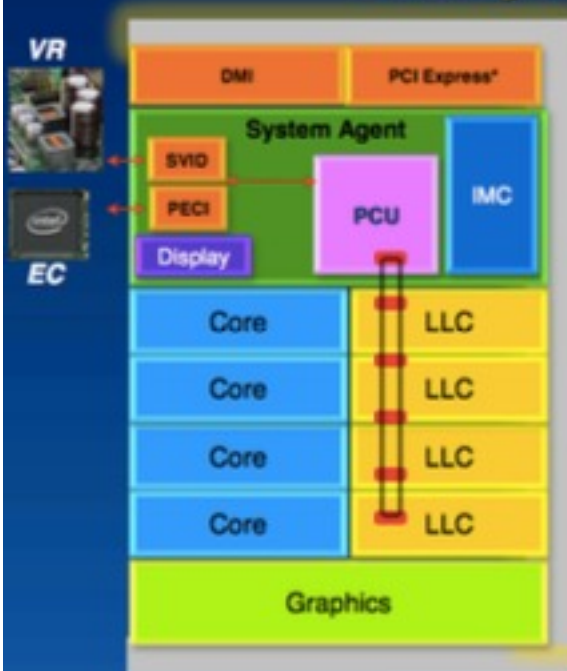 VR
DMI
PCI Express*
System Agent
SVID
PECI
PCU
IMC
intel
Display
EC
Core
LLC
Core
LLC
Core
LLC
Core
LLC
Graphics